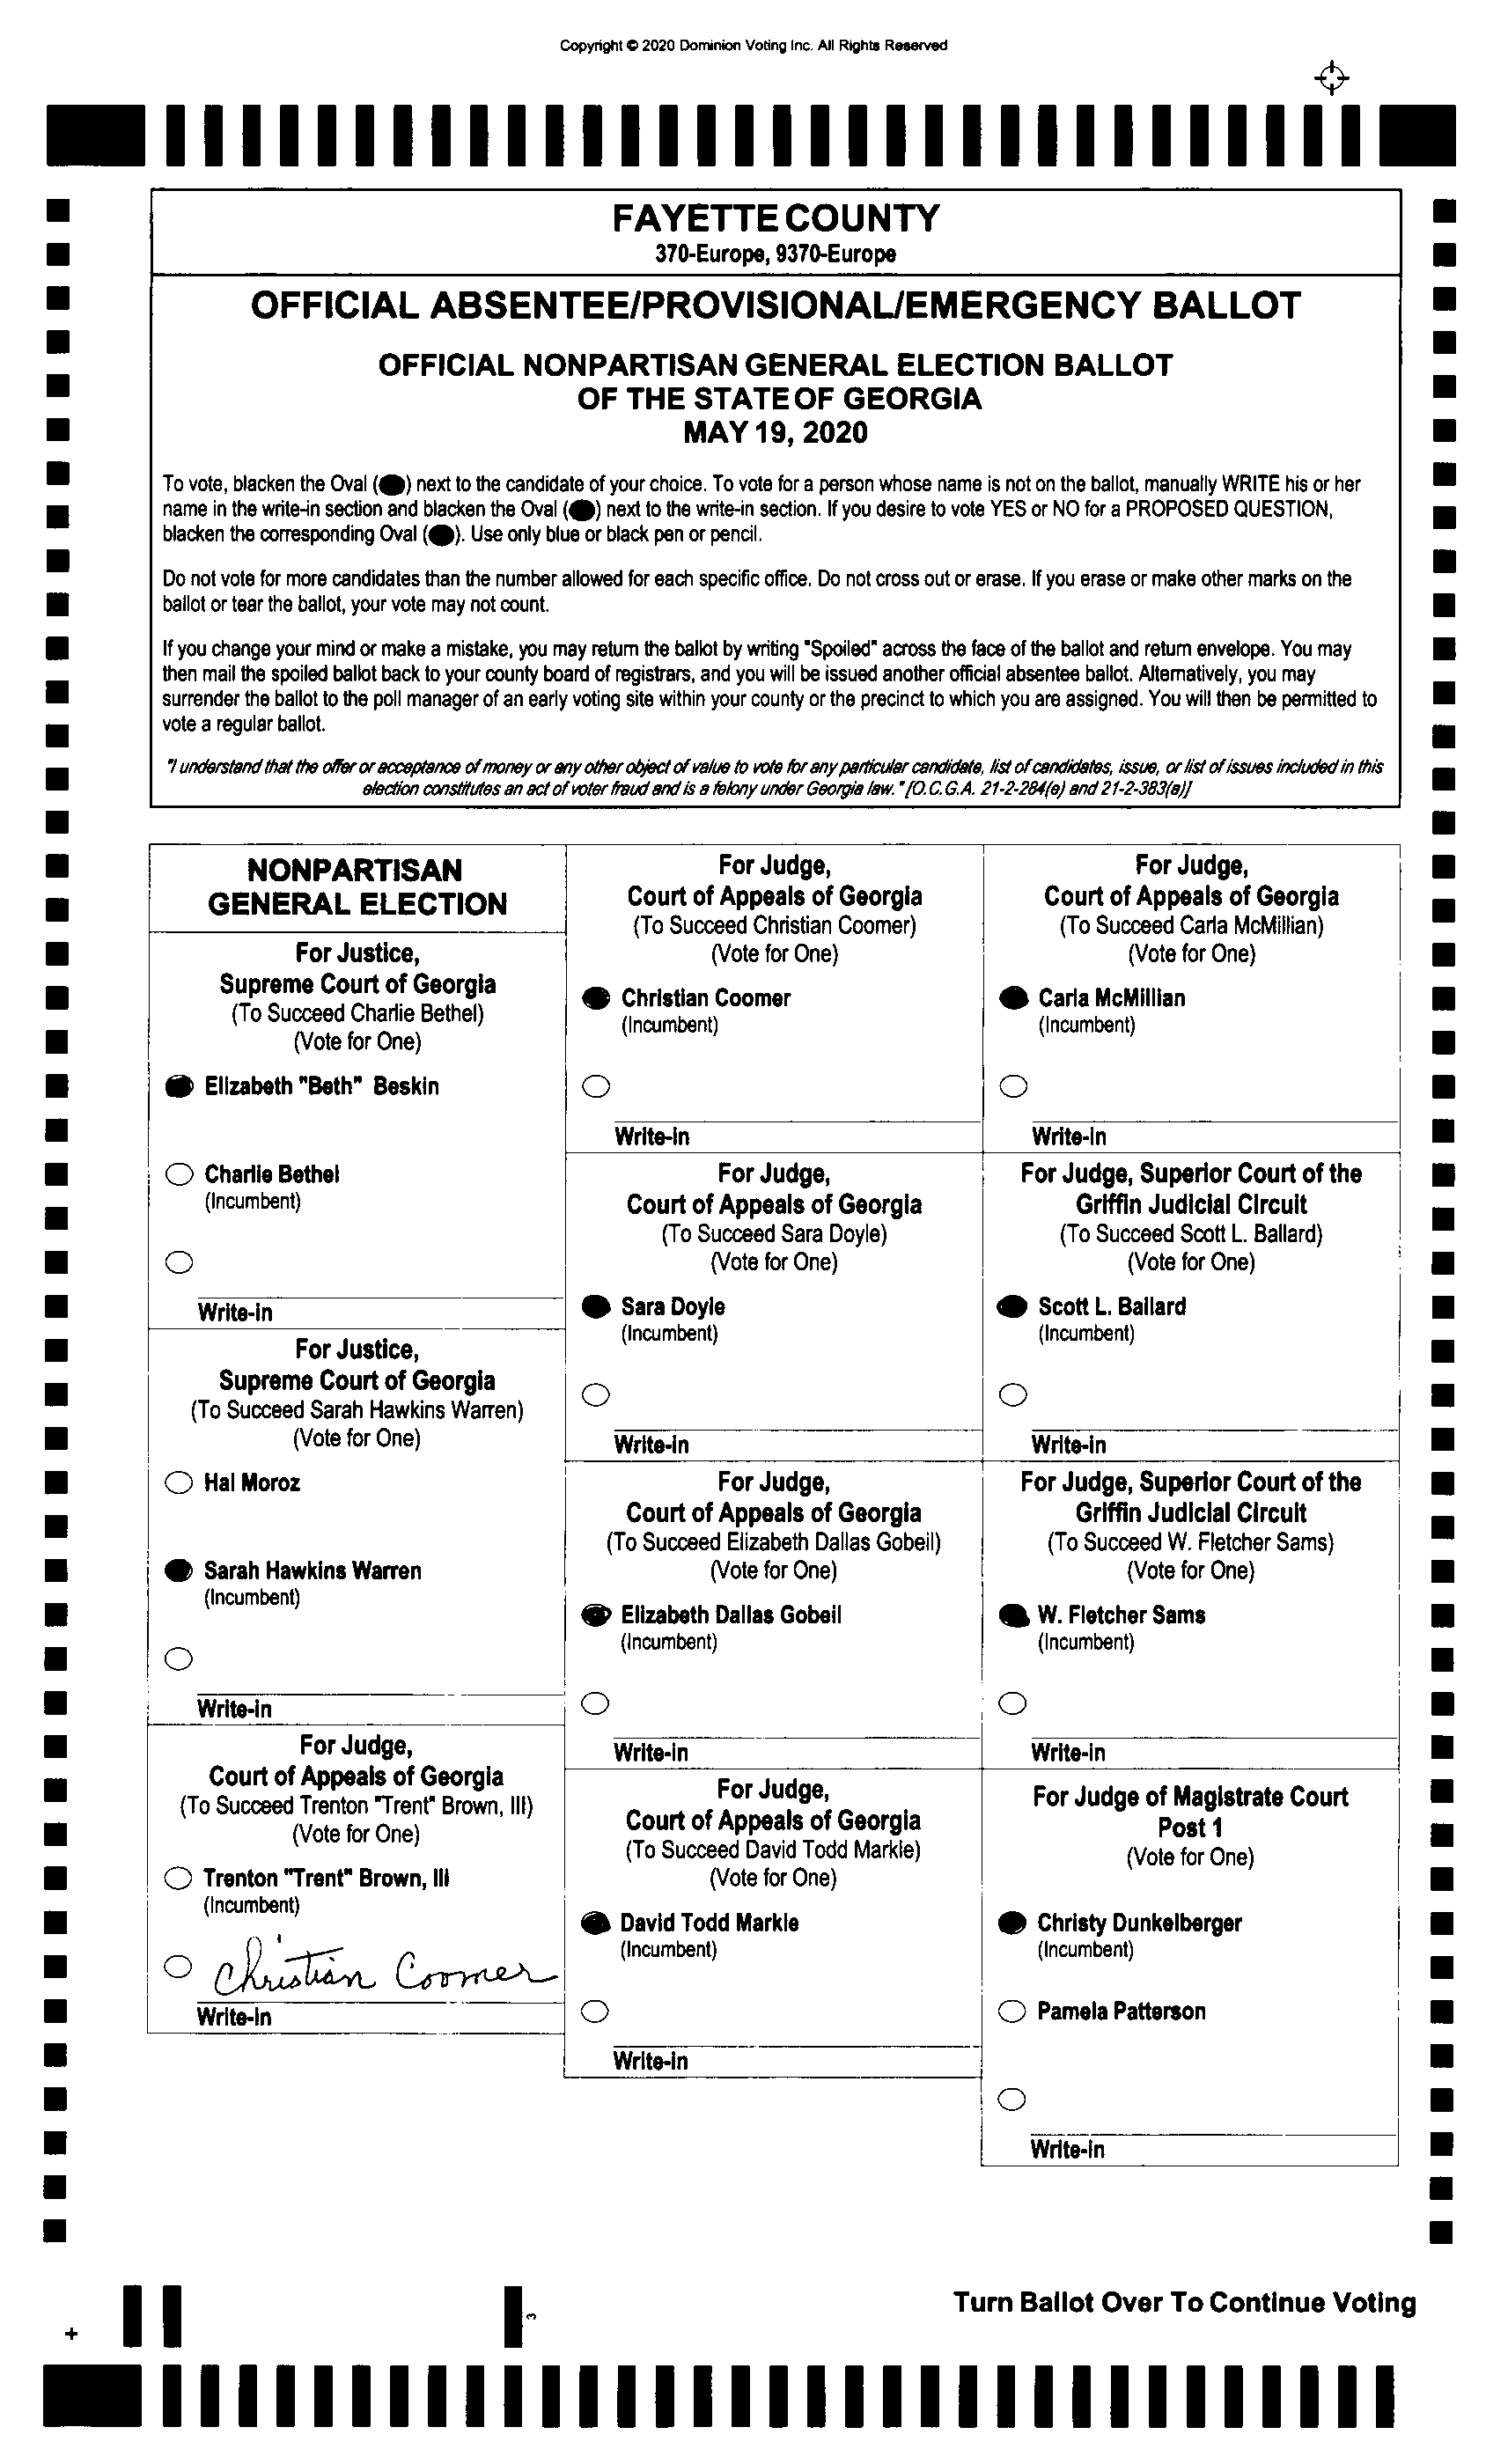 Copyright © 2020 Dominion Voting Inc. All Rights Reserved
FAYETTE COUNTY
370-Europe, 9370-Europe
OFFICIAL ABSENTEE/PROVISIONAL/EMERGENCY BALLOT
OFFICIAL NONPARTISAN GENERAL ELECTION BALLOT
OF THE STATE OF GEORGIA
MAY 19, 2020
To vote, blacken the Oval (●) next to the candidate of your choice. To vote for a person whose name is not on the ballot, manually WRITE his or her
name in the write-in section and blacken the Oval (●) next to the write-in section. If you desire to vote YES or NO for a PROPOSED QUESTION,
blacken the corresponding Oval (●). Use only blue or black pen or pencil.
Do not vote for more candidates than the number allowed for each specific office. Do not cross out or erase. If you erase or make other marks on the
ballot or tear the ballot, your vote may not count.
If you change your mind or make a mistake, you may return the ballot by writing "Spoiled" across the face of the ballot and return envelope. You may
then mail the spoiled ballot back to your county board of registrars, and you will be issued another official absentee ballot. Alternatively, you may
surrender the ballot to the poll manager of an early voting site within your county or the precinct to which you are assigned. You will then be permitted to
vote a regular ballot.
"I understand that the offer or acceptance of money or any other object of value to vote for any particular candidate, list of candidates, issue, or list of issues included in this
election constitutes an act of voter fraud and is a felony under Georgia law." [O.C.G.A. 21-2-284(e) and 21-2-383(a)]
NONPARTISAN
GENERAL ELECTION
For Justice,
Supreme Court of Georgia
(To Succeed Charlie Bethel)
(Vote for One)
Elizabeth "Beth" Beskin
Charlie Bethel
(Incumbent)
Write-in
For Justice,
Supreme Court of Georgia
(To Succeed Sarah Hawkins Warren)
(Vote for One)
Hal Moroz
Sarah Hawkins Warren
(Incumbent)
Write-in
For Judge,
Court of Appeals of Georgia
(To Succeed Trenton "Trent" Brown, III)
(Vote for One)
Trenton "Trent" Brown, III
(Incumbent)
Christian Coomer
Write-in
For Judge,
Court of Appeals of Georgia
(To Succeed Christian Coomer)
(Vote for One)
Christian Coomer
(Incumbent)
Write-in
For Judge,
Court of Appeals of Georgia
(To Succeed Sara Doyle)
(Vote for One)
Sara Doyle
(Incumbent)
Write-in
For Judge,
Court of Appeals of Georgia
(To Succeed Elizabeth Dallas Gobeil)
(Vote for One)
Elizabeth Dallas Gobeil
(Incumbent)
Write-in
For Judge,
Court of Appeals of Georgia
(To Succeed David Todd Markle)
(Vote for One)
David Todd Markle
(Incumbent)
Write-in
For Judge,
Court of Appeals of Georgia
(To Succeed Carla McMillian)
(Vote for One)
Carla McMillian
(Incumbent)
Write-in
For Judge, Superior Court of the
Griffin Judicial Circuit
(To Succeed Scott L. Ballard)
(Vote for One)
Scott L. Ballard
(Incumbent)
Write-in
For Judge, Superior Court of the
Griffin Judicial Circuit
(To Succeed W. Fletcher Sams)
(Vote for One)
W. Fletcher Sams
(Incumbent)
Write-in
For Judge of Magistrate Court
Post 1
(Vote for One)
Christy Dunkelberger
(Incumbent)
Pamela Patterson
Write-in
Turn Ballot Over To Continue Voting
3
+